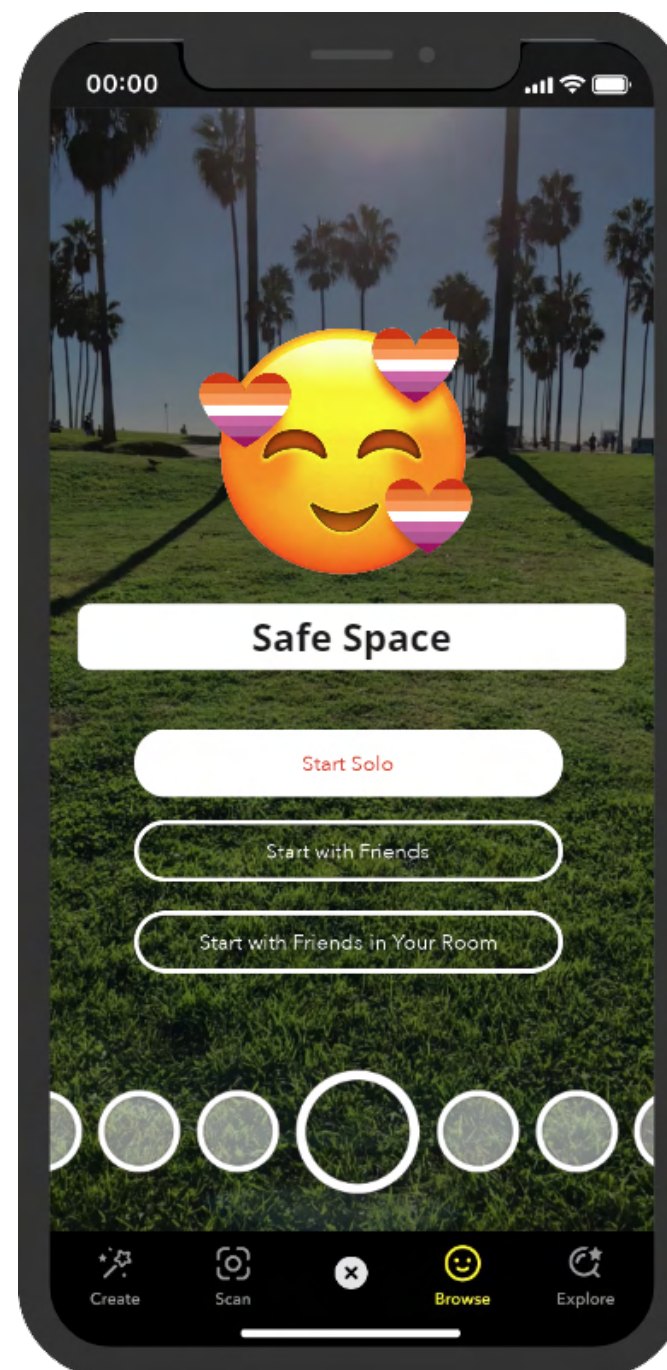 00:00
Safe Space
Start Solo
Start with Friends
Start with Friends in Your Room
Create
Scan
Browse
Explore